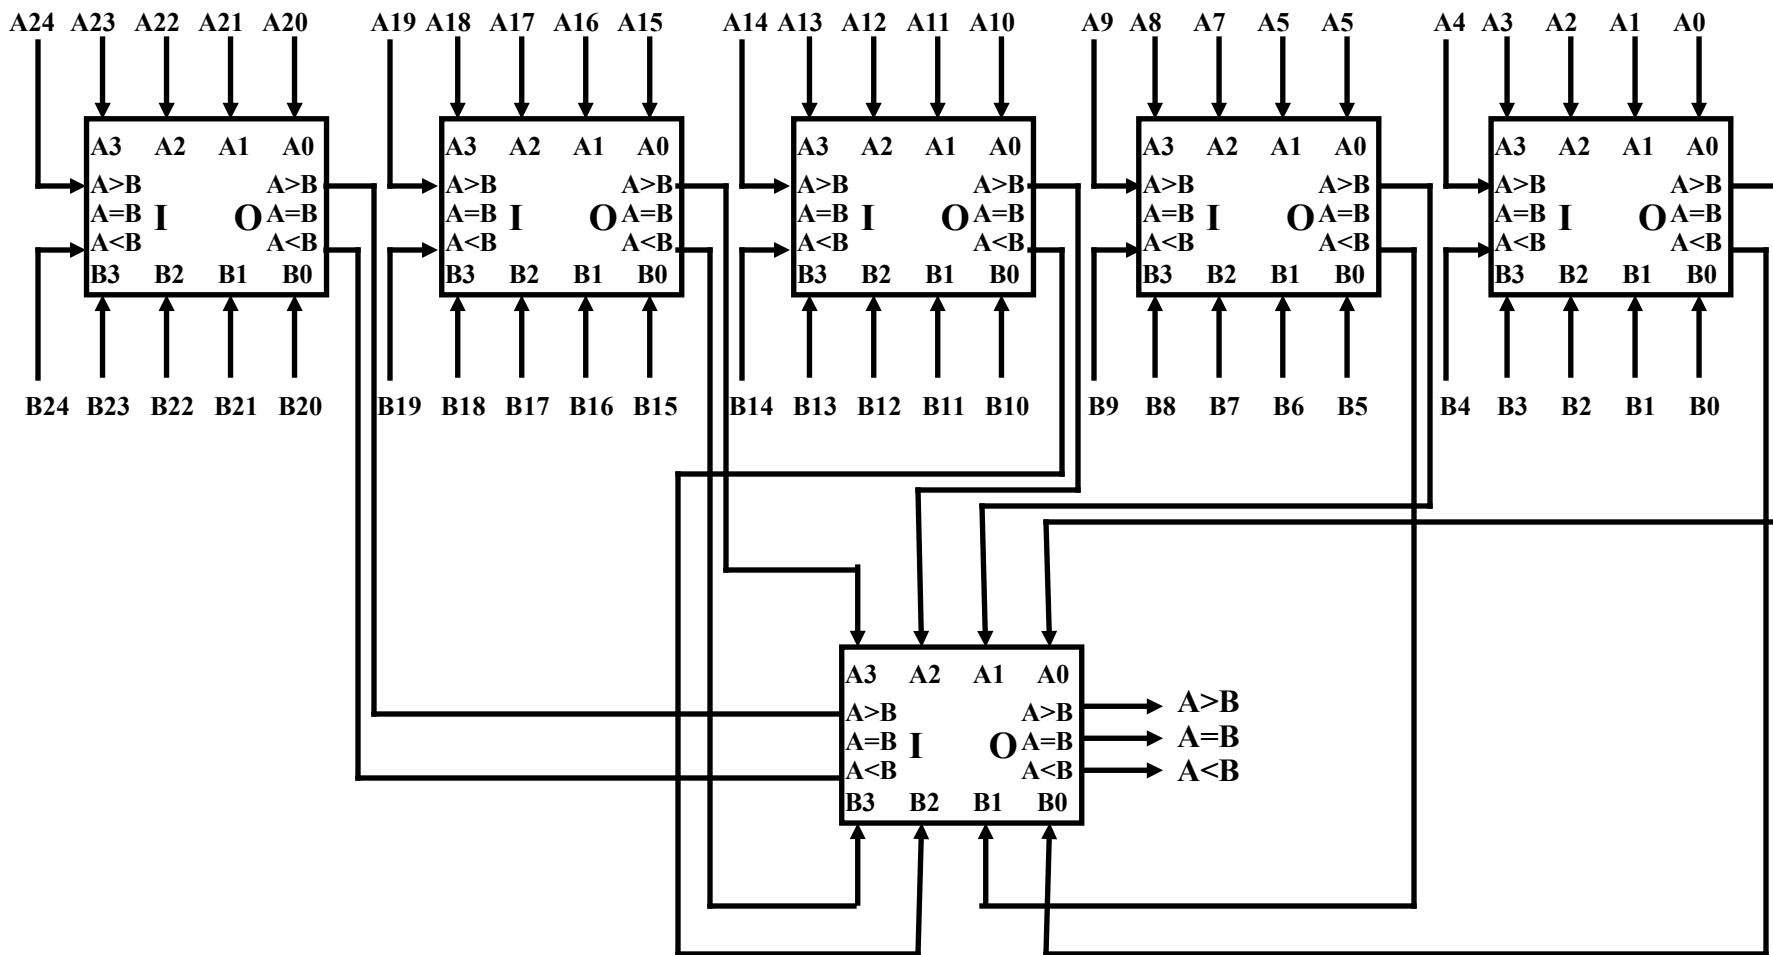 A24 A23 A22 A21 A20 A19 A18 A17 A16 A15 A14 A13 A12 A11 A10 A9 A8 A7 A5 A5 A4 A3 A2 A1 A0
A3 A2 A1 A0 A3 A2 A1 A0 A3 A2 A1 A0 A3 A2 A1 A0 A3 A2 A1 A0
A>B A>B A>B A>B A>B A>B A>B A>B A>B A>B
A=B I O A=B A=B I O A=B A=B I O A=B A=B I O A=B A=B I O A=B
A<B A<B A<B A<B A<B A<B A<B A<B A<B A<B
B3 B2 B1 B0 B3 B2 B1 B0 B3 B2 B1 B0 B3 B2 B1 B0 B3 B2 B1 B0
B24 B23 B22 B21 B20 B19 B18 B17 B16 B15 B14 B13 B12 B11 B10 B9 B8 B7 B6 B5 B4 B3 B2 B1 B0
A3 A2 A1 A0
A>B A>B A>B
A=B I O A=B A=B
A<B A<B A<B
B3 B2 B1 B0